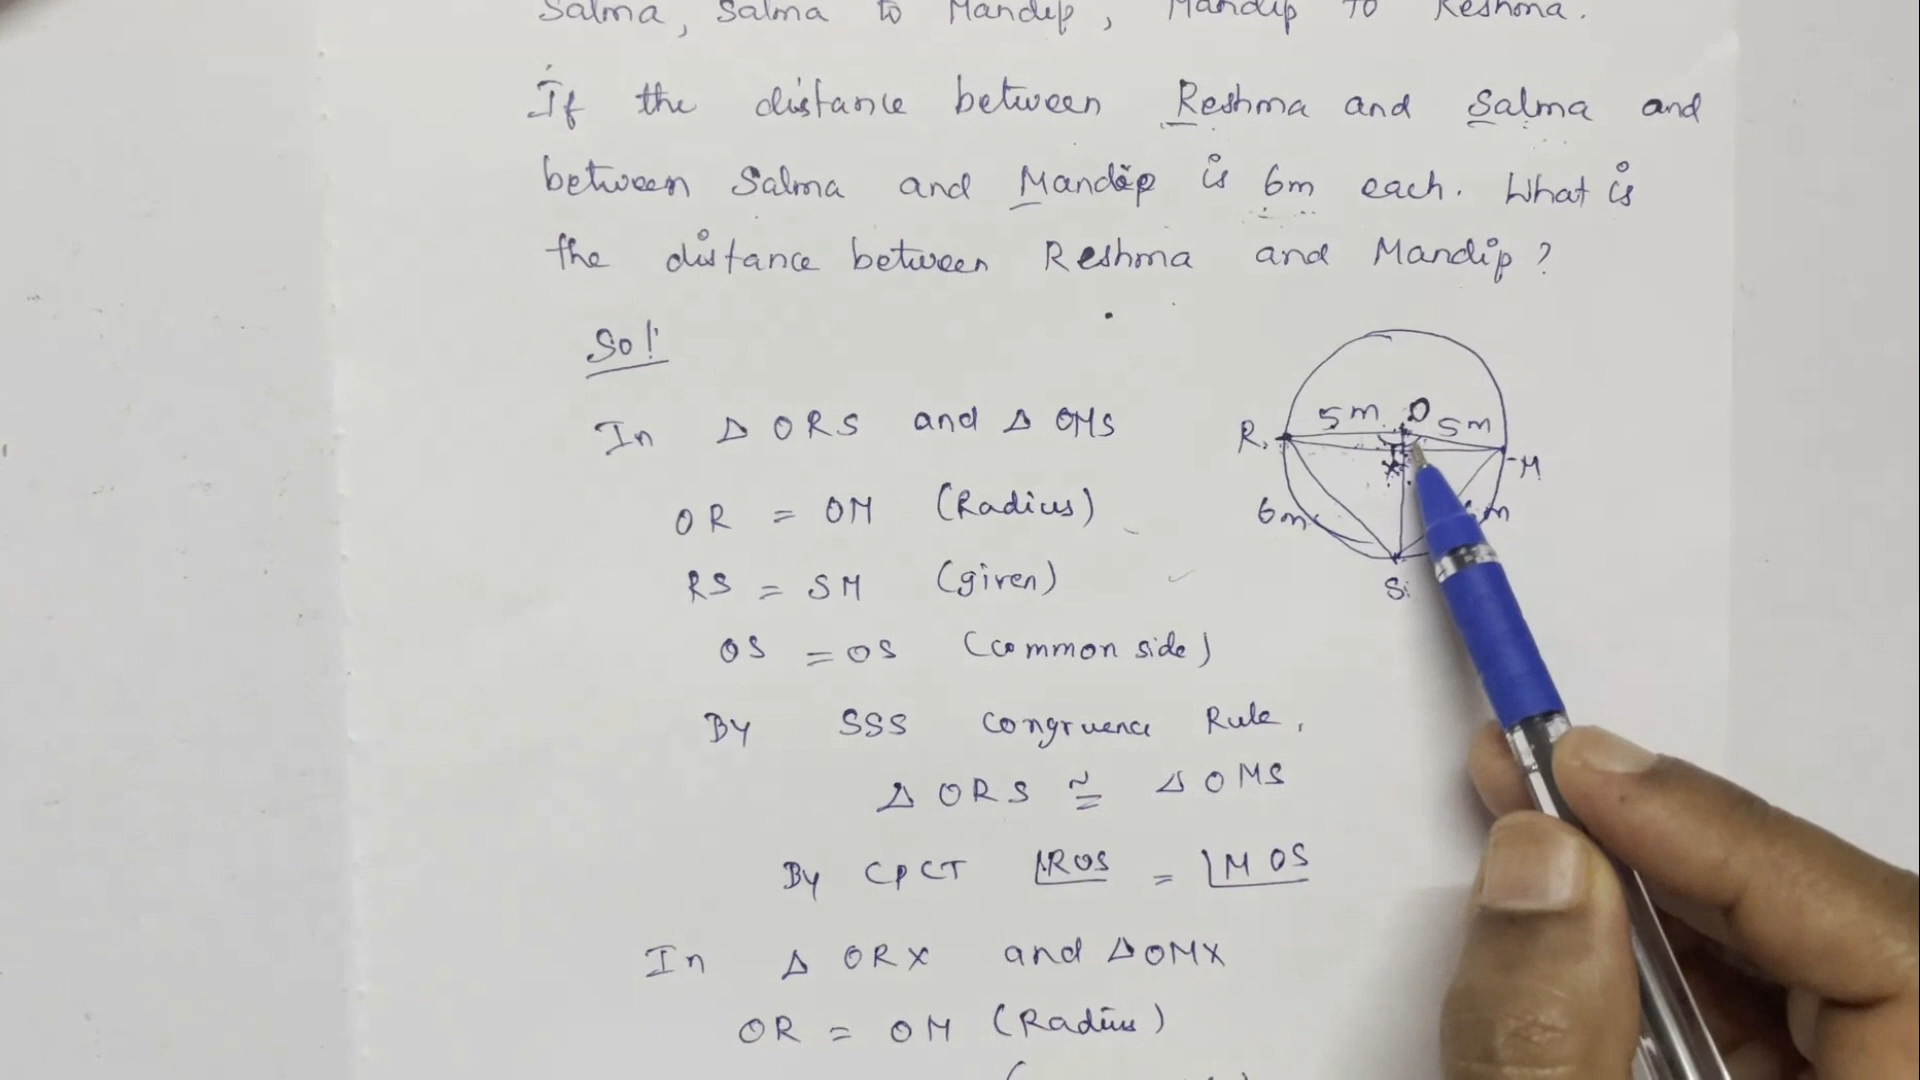 Salma, Salma to Mandip, Mandip to Reshma.
If the distance between Reshma and Salma and
between Salma and Mandip is 6m each. What is
the distance between Reshma and Mandip?
Sol:
In Δ ORS and Δ OMS
OR = OM (Radius)
RS = SM (given)
OS = OS (common side)
By SSS congruence Rule,
Δ ORS ≅ Δ OMS
By CPCT ∠ROS = ∠MOS
In Δ ORX and ΔOMX
OR = OM (Radius)
5m O 5m
R M
X
6m m
S